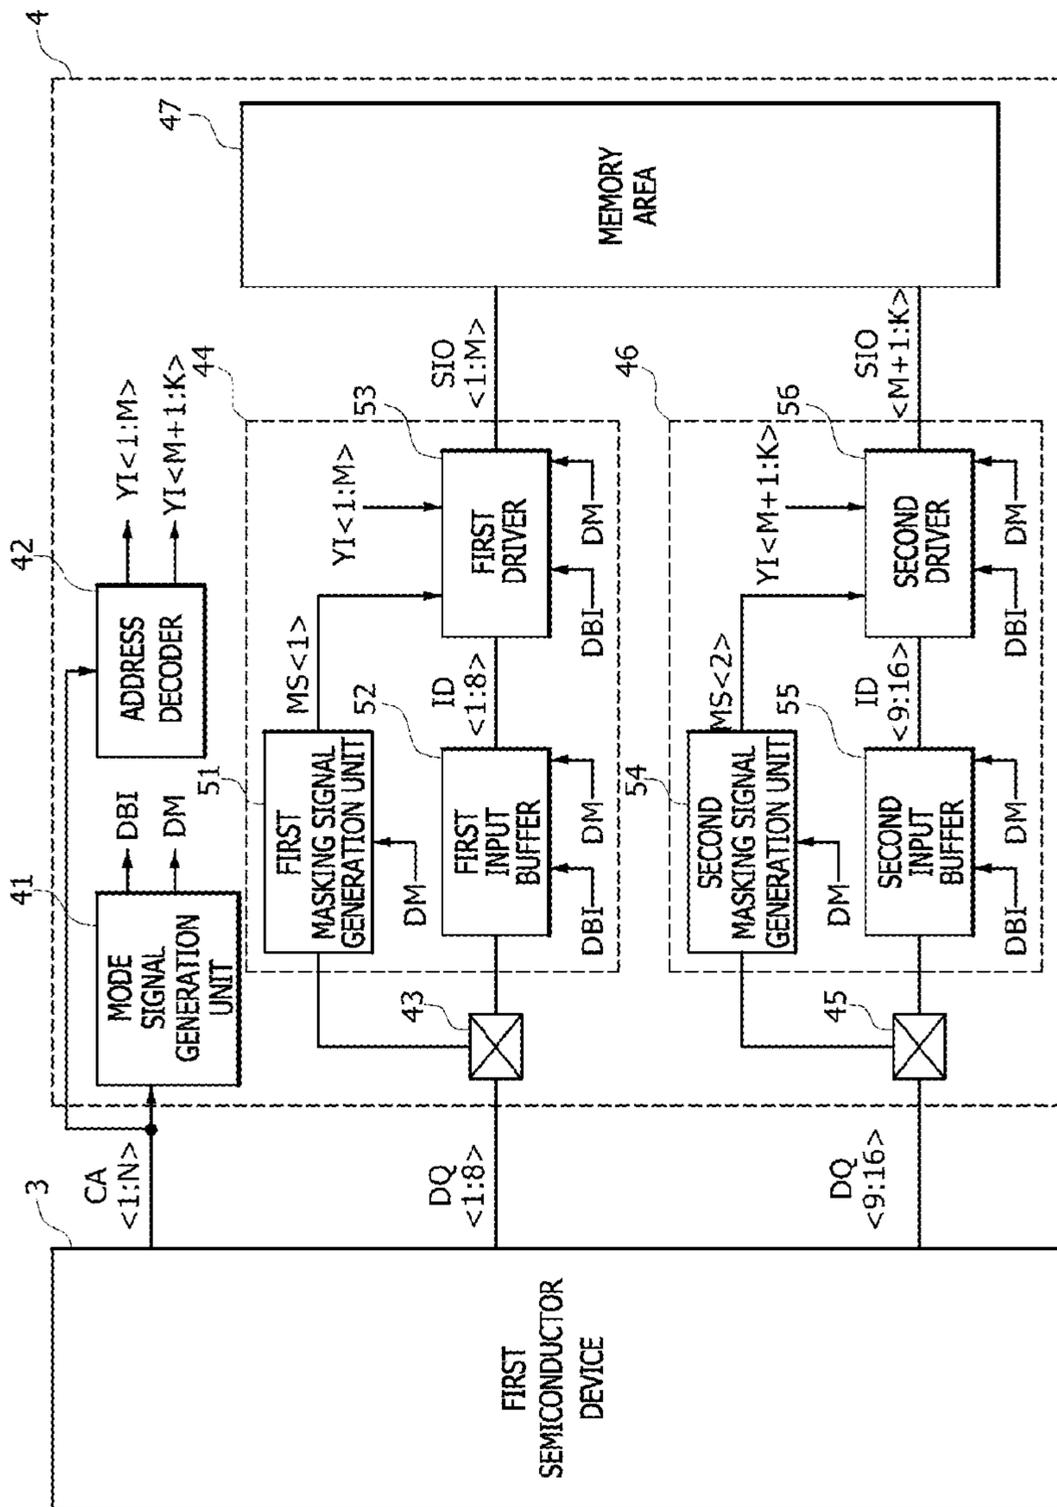 4
3
FIRST
SEMICONDUCTOR
DEVICE
CA
<1:N>
41
MODE
SIGNAL
GENERATION
UNIT
DBI
DM
42
ADDRESS
DECODER
YI<1:M>
YI<M+1:K>
47
MEMORY
AREA
DQ
<1:8>
43
44
51
FIRST
MASKING SIGNAL
GENERATION UNIT
DM
MS<1>
52
FIRST
INPUT
BUFFER
DBI
DM
ID
<1:8>
YI<1:M>
53
FIRST
DRIVER
DBI
DM
SIO
<1:M>
DQ
<9:16>
45
46
54
SECOND
MASKING SIGNAL
GENERATION UNIT
DM
MS<2>
55
SECOND
INPUT
BUFFER
DBI
DM
ID
<9:16>
YI<M+1:K>
56
SECOND
DRIVER
DBI
DM
SIO
<M+1:K>